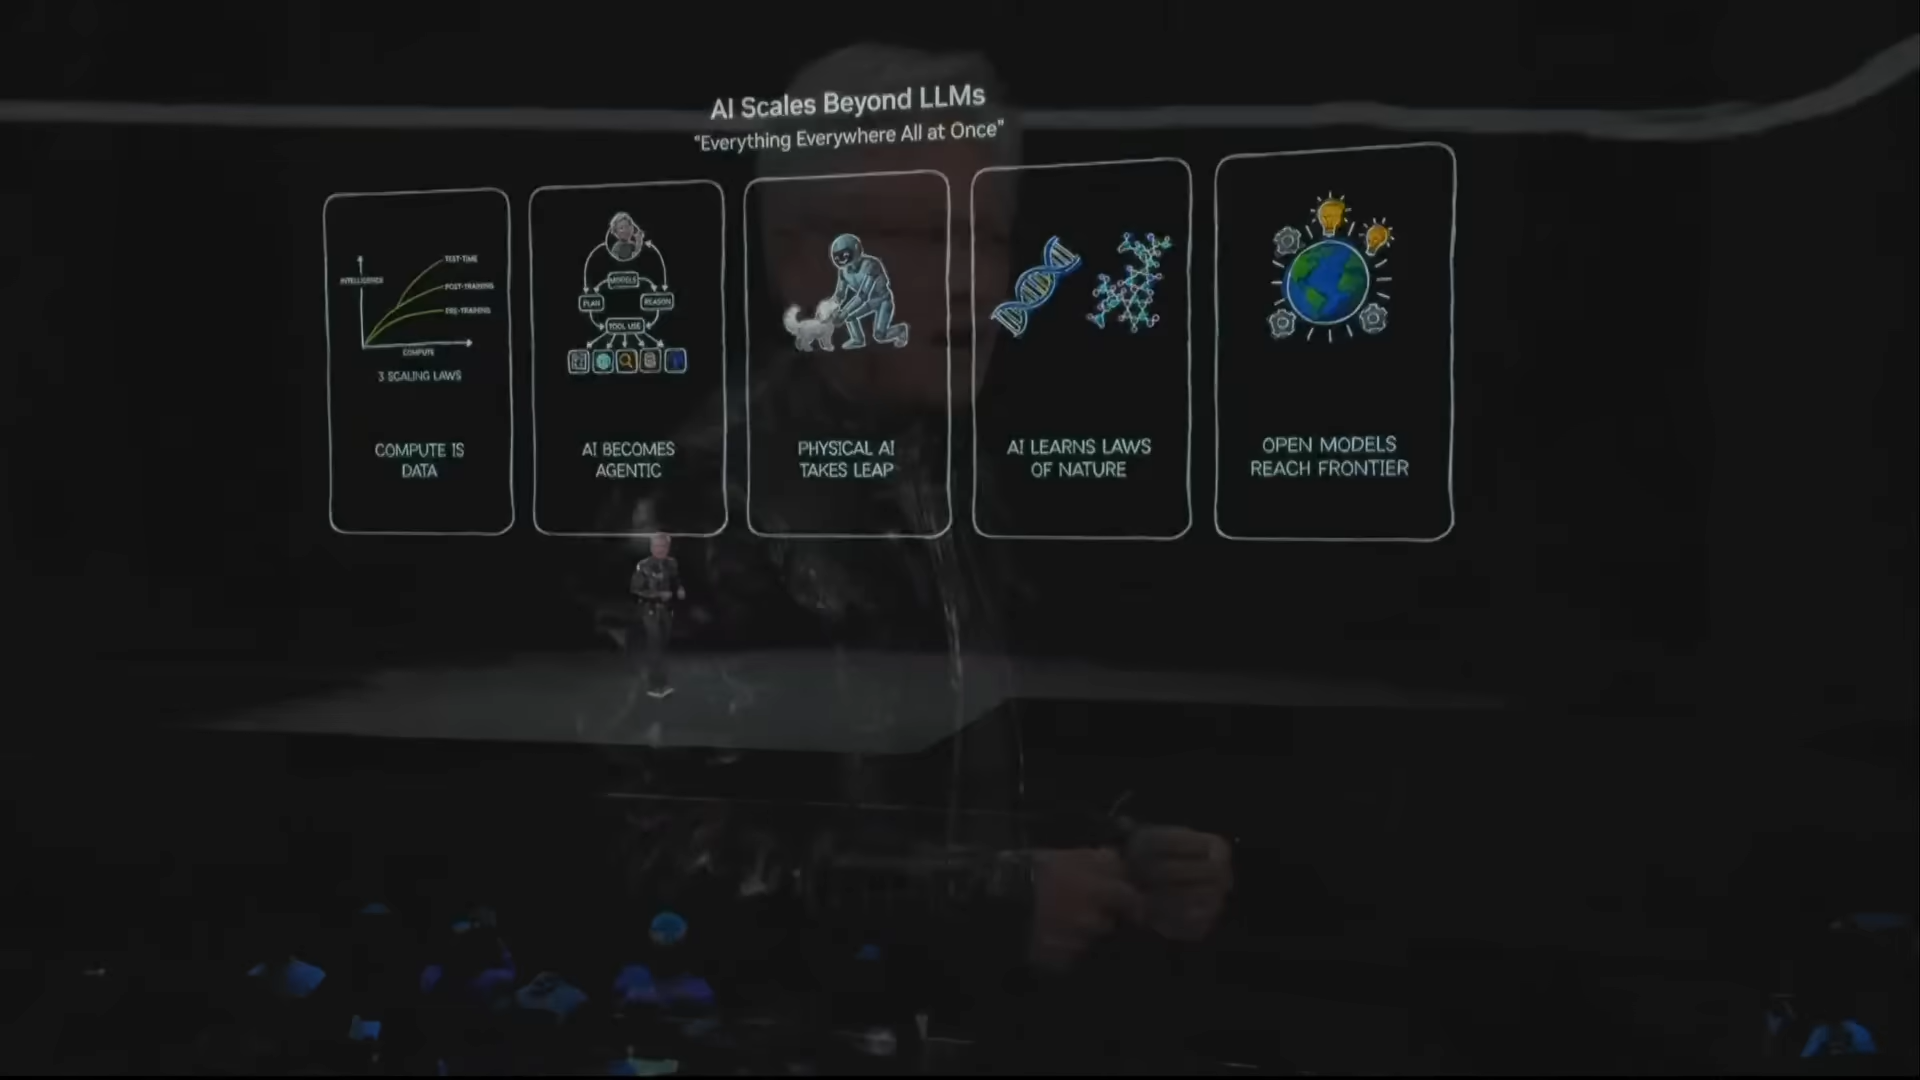 AI Scales Beyond LLMs
"Everything Everywhere All at Once"
INTELLIGENCE
TEST-TIME
POST-TRAINING
PRE-TRAINING
COMPUTE
3 SCALING LAWS
COMPUTE IS
DATA
MODELS
PLAN
REASON
TOOL USE
AI BECOMES
AGENTIC
PHYSICAL AI
TAKES LEAP
AI LEARNS LAWS
OF NATURE
OPEN MODELS
REACH FRONTIER